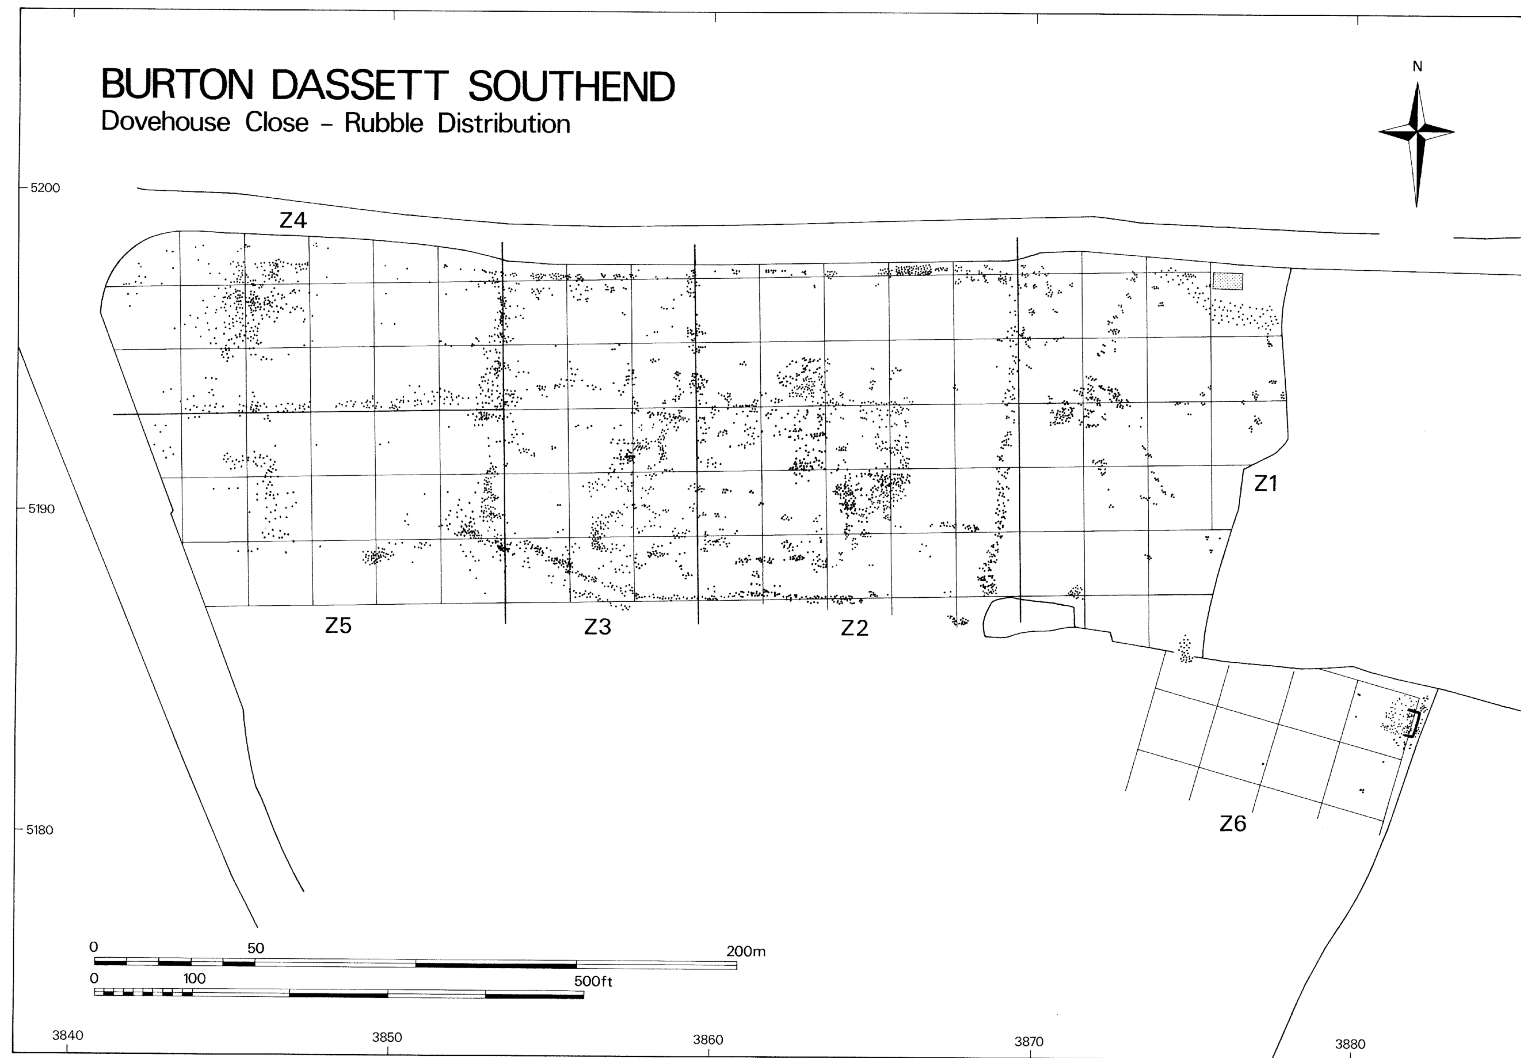 BURTON DASSETT SOUTHEND
Dovehouse Close – Rubble Distribution
N
5200
Z4
Z1
5190
Z5
Z3
Z2
Z6
5180
0 50 200m
0 100 500ft
3840 3850 3860 3870 3880